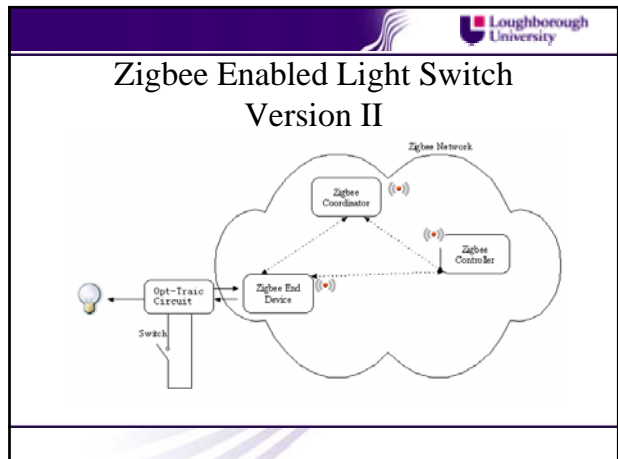 Loughborough
University
Zigbee Enabled Light Switch
Version II
Zigbee Network
Zigbee
Coordinator
Zigbee
Controller
Opt-Traic
Circuit
Zigbee End
Device
Switch